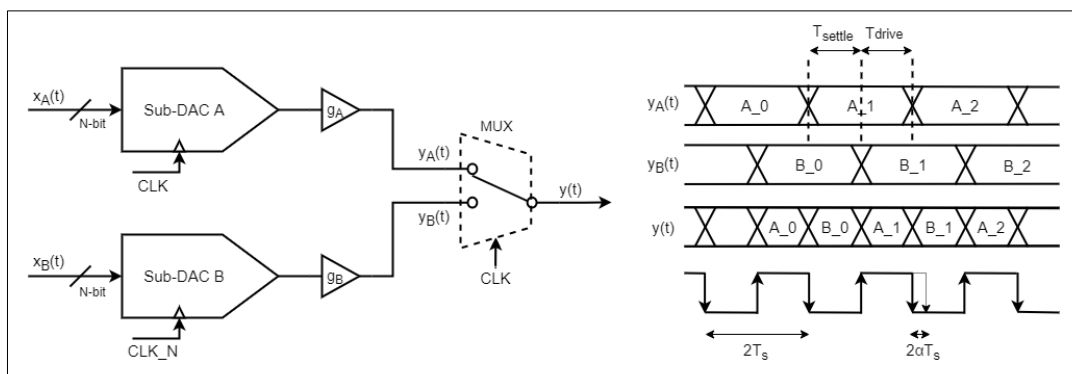 x_A(t)
N-bit
Sub-DAC A
CLK
g_A
y_A(t)
MUX
y(t)
y_B(t)
CLK
x_B(t)
N-bit
Sub-DAC B
CLK_N
g_B
T_settle T_drive
y_A(t) A_0 A_1 A_2
y_B(t) B_0 B_1 B_2
y(t) A_0 B_0 A_1 B_1 A_2
2T_s 2αT_s